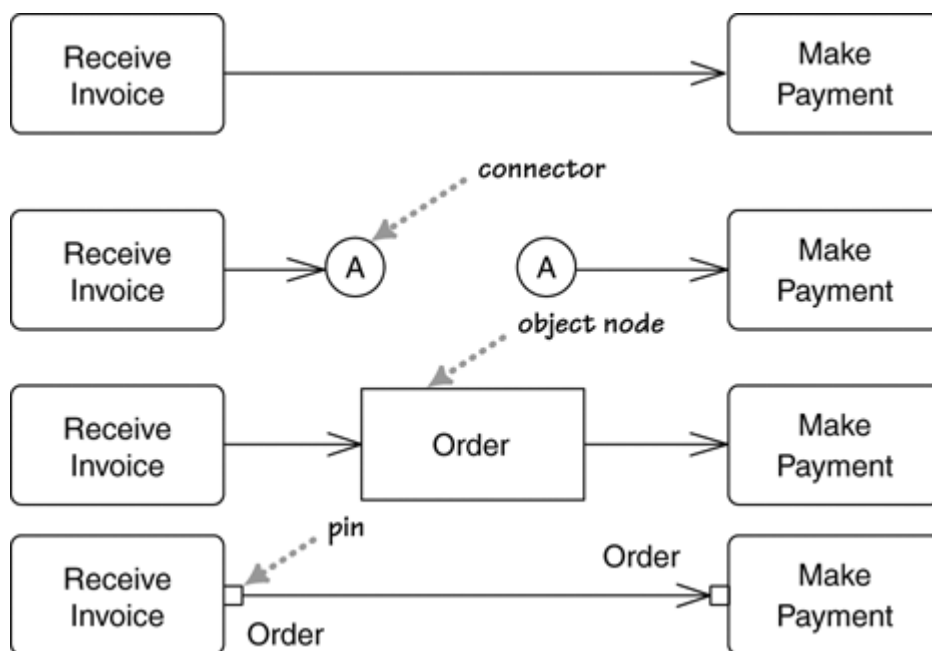 Receive
Invoice
Make
Payment
connector
Receive
Invoice
A
A
Make
Payment
object node
Receive
Invoice
Order
Make
Payment
pin
Receive
Invoice
Order
Order
Make
Payment